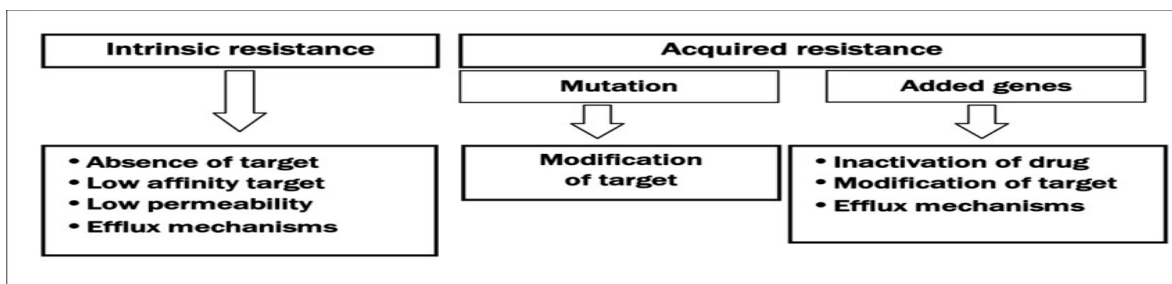 Intrinsic resistance
Acquired resistance
Mutation
Added genes
• Absence of target
• Low affinity target
• Low permeability
• Efflux mechanisms
Modification
of target
• Inactivation of drug
• Modification of target
• Efflux mechanisms